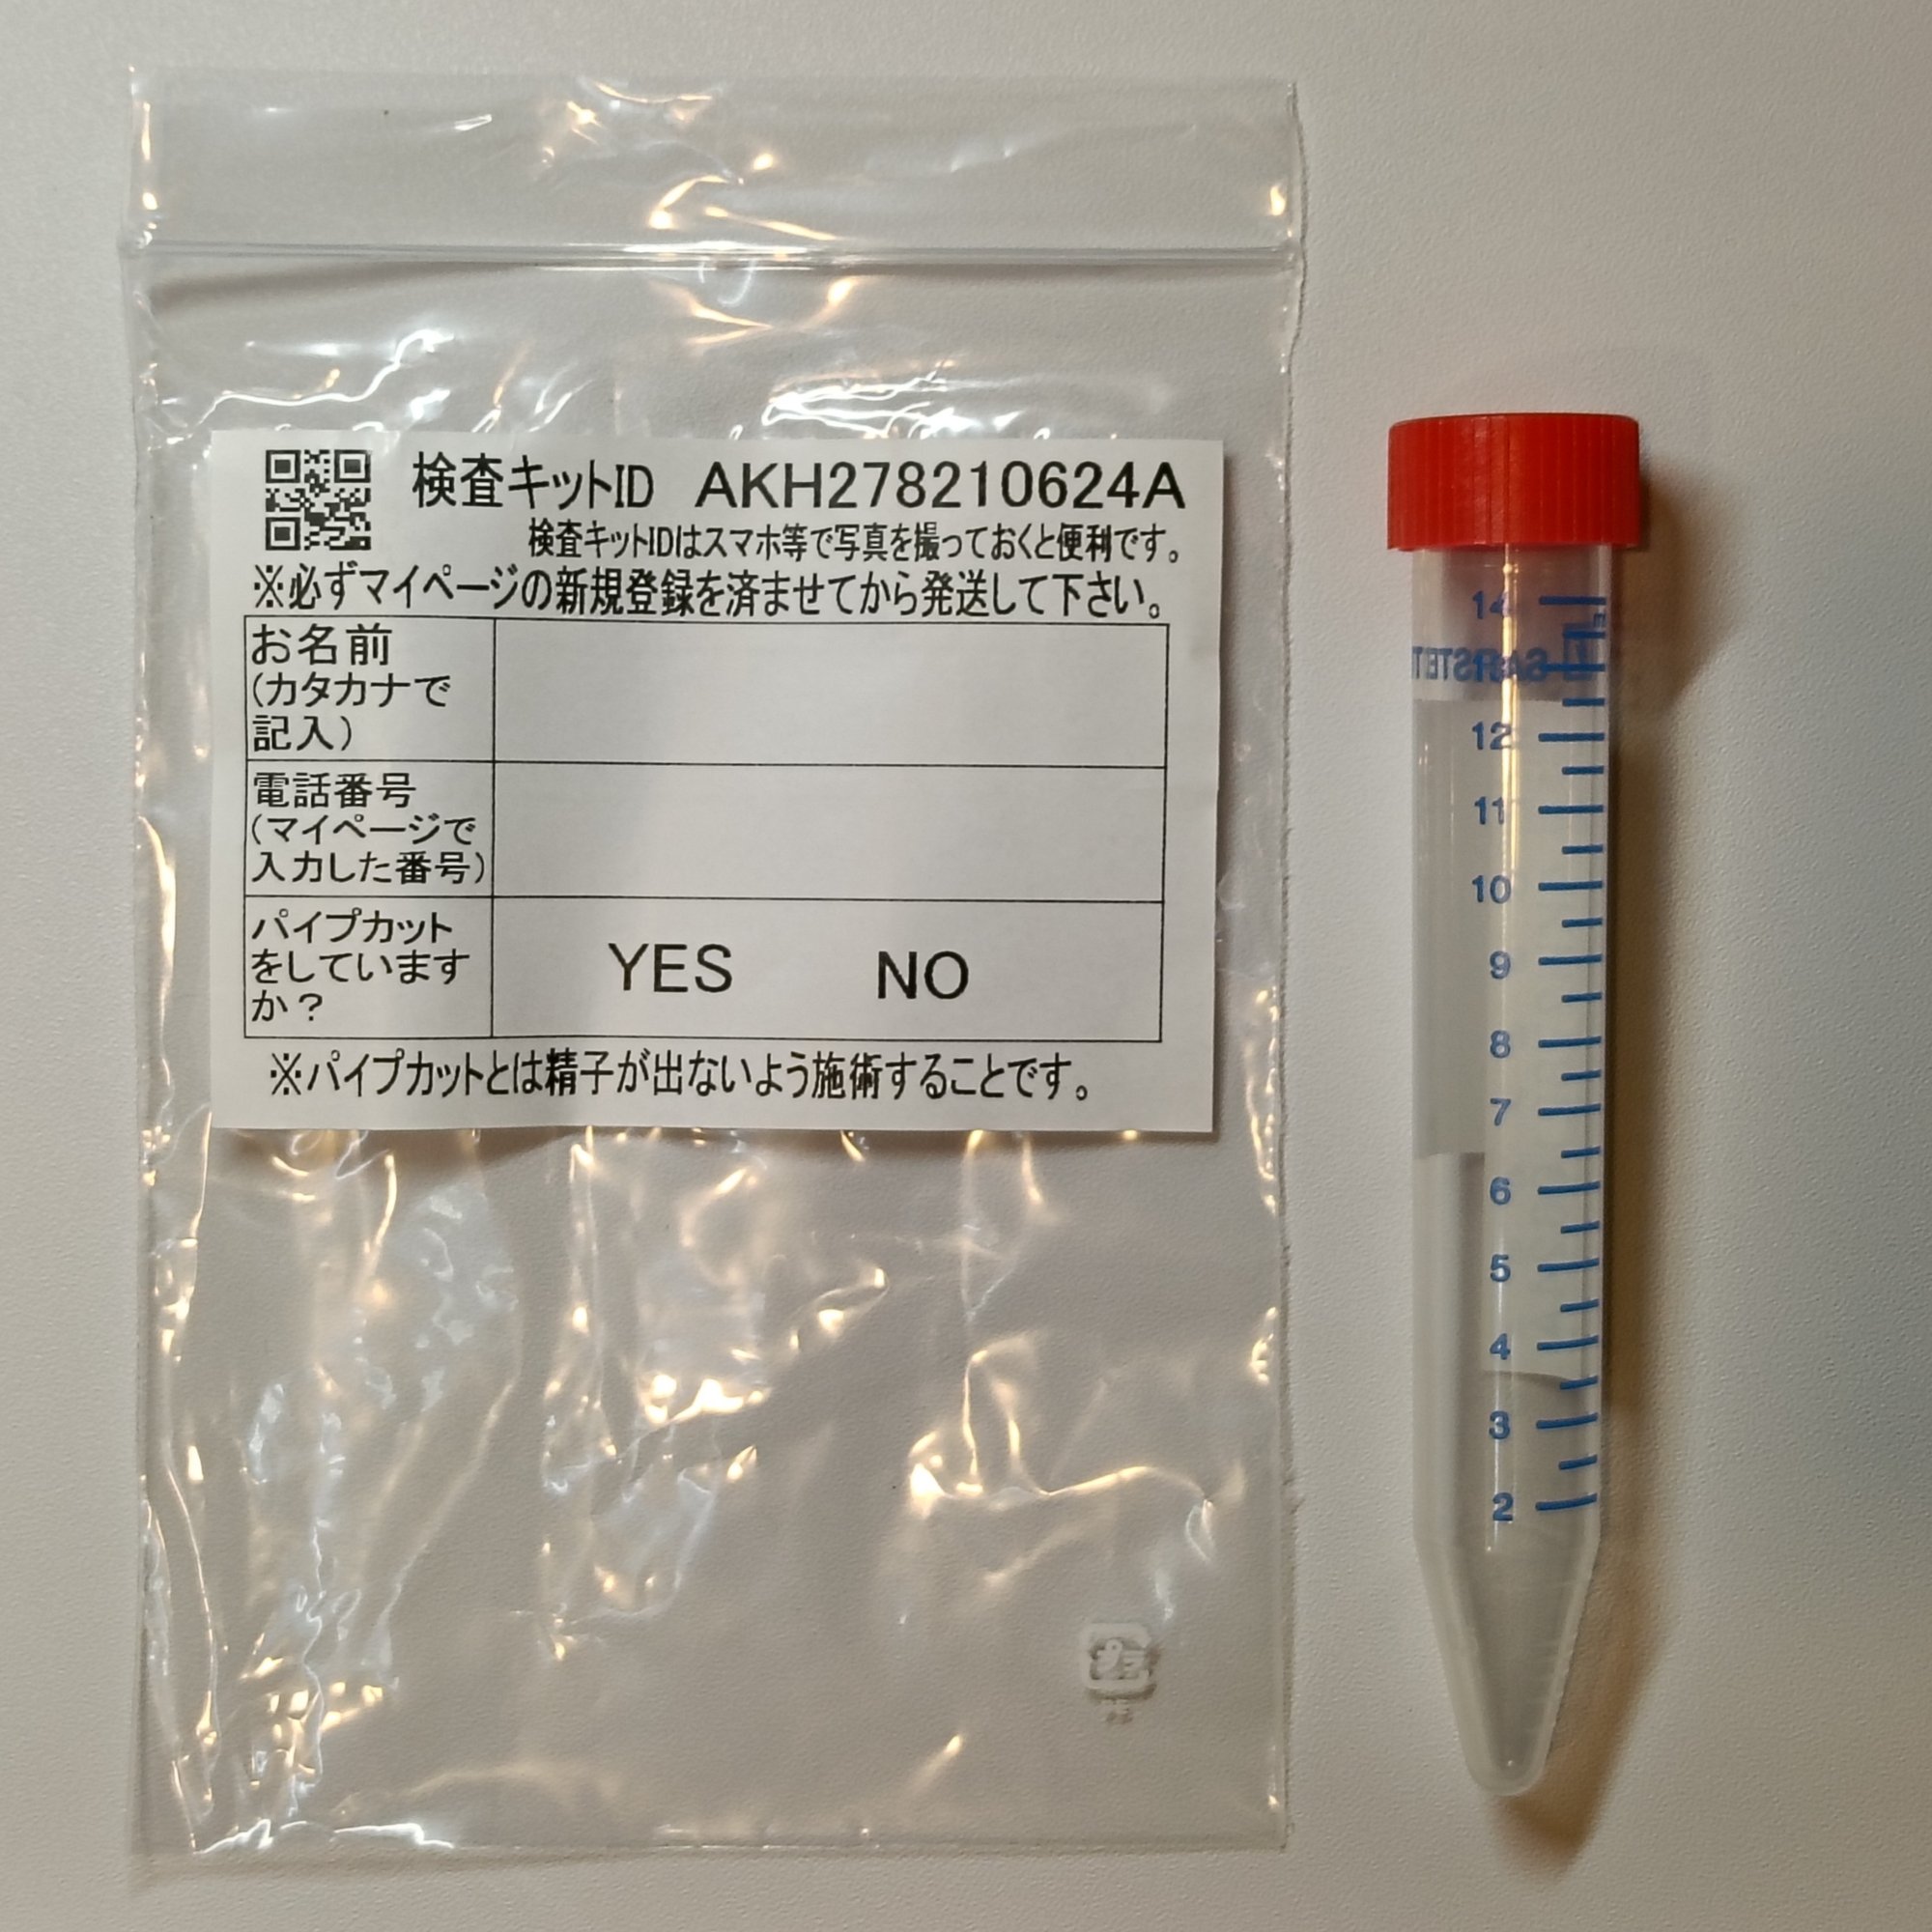 検査キットID AKH278210624A
検査キットIDはスマホ等で写真を撮っておくと便利です。
※必ずマイページの新規登録を済ませてから発送して下さい。
お名前
(カタカナで
記入)
電話番号
(マイページで
入力した番号)
パイプカット
をしています
か?
YES NO
※パイプカットとは精子が出ないよう施術することです。
プラ
14
SARSTEDT
13
12
11
10
9
8
7
6
5
4
3
2